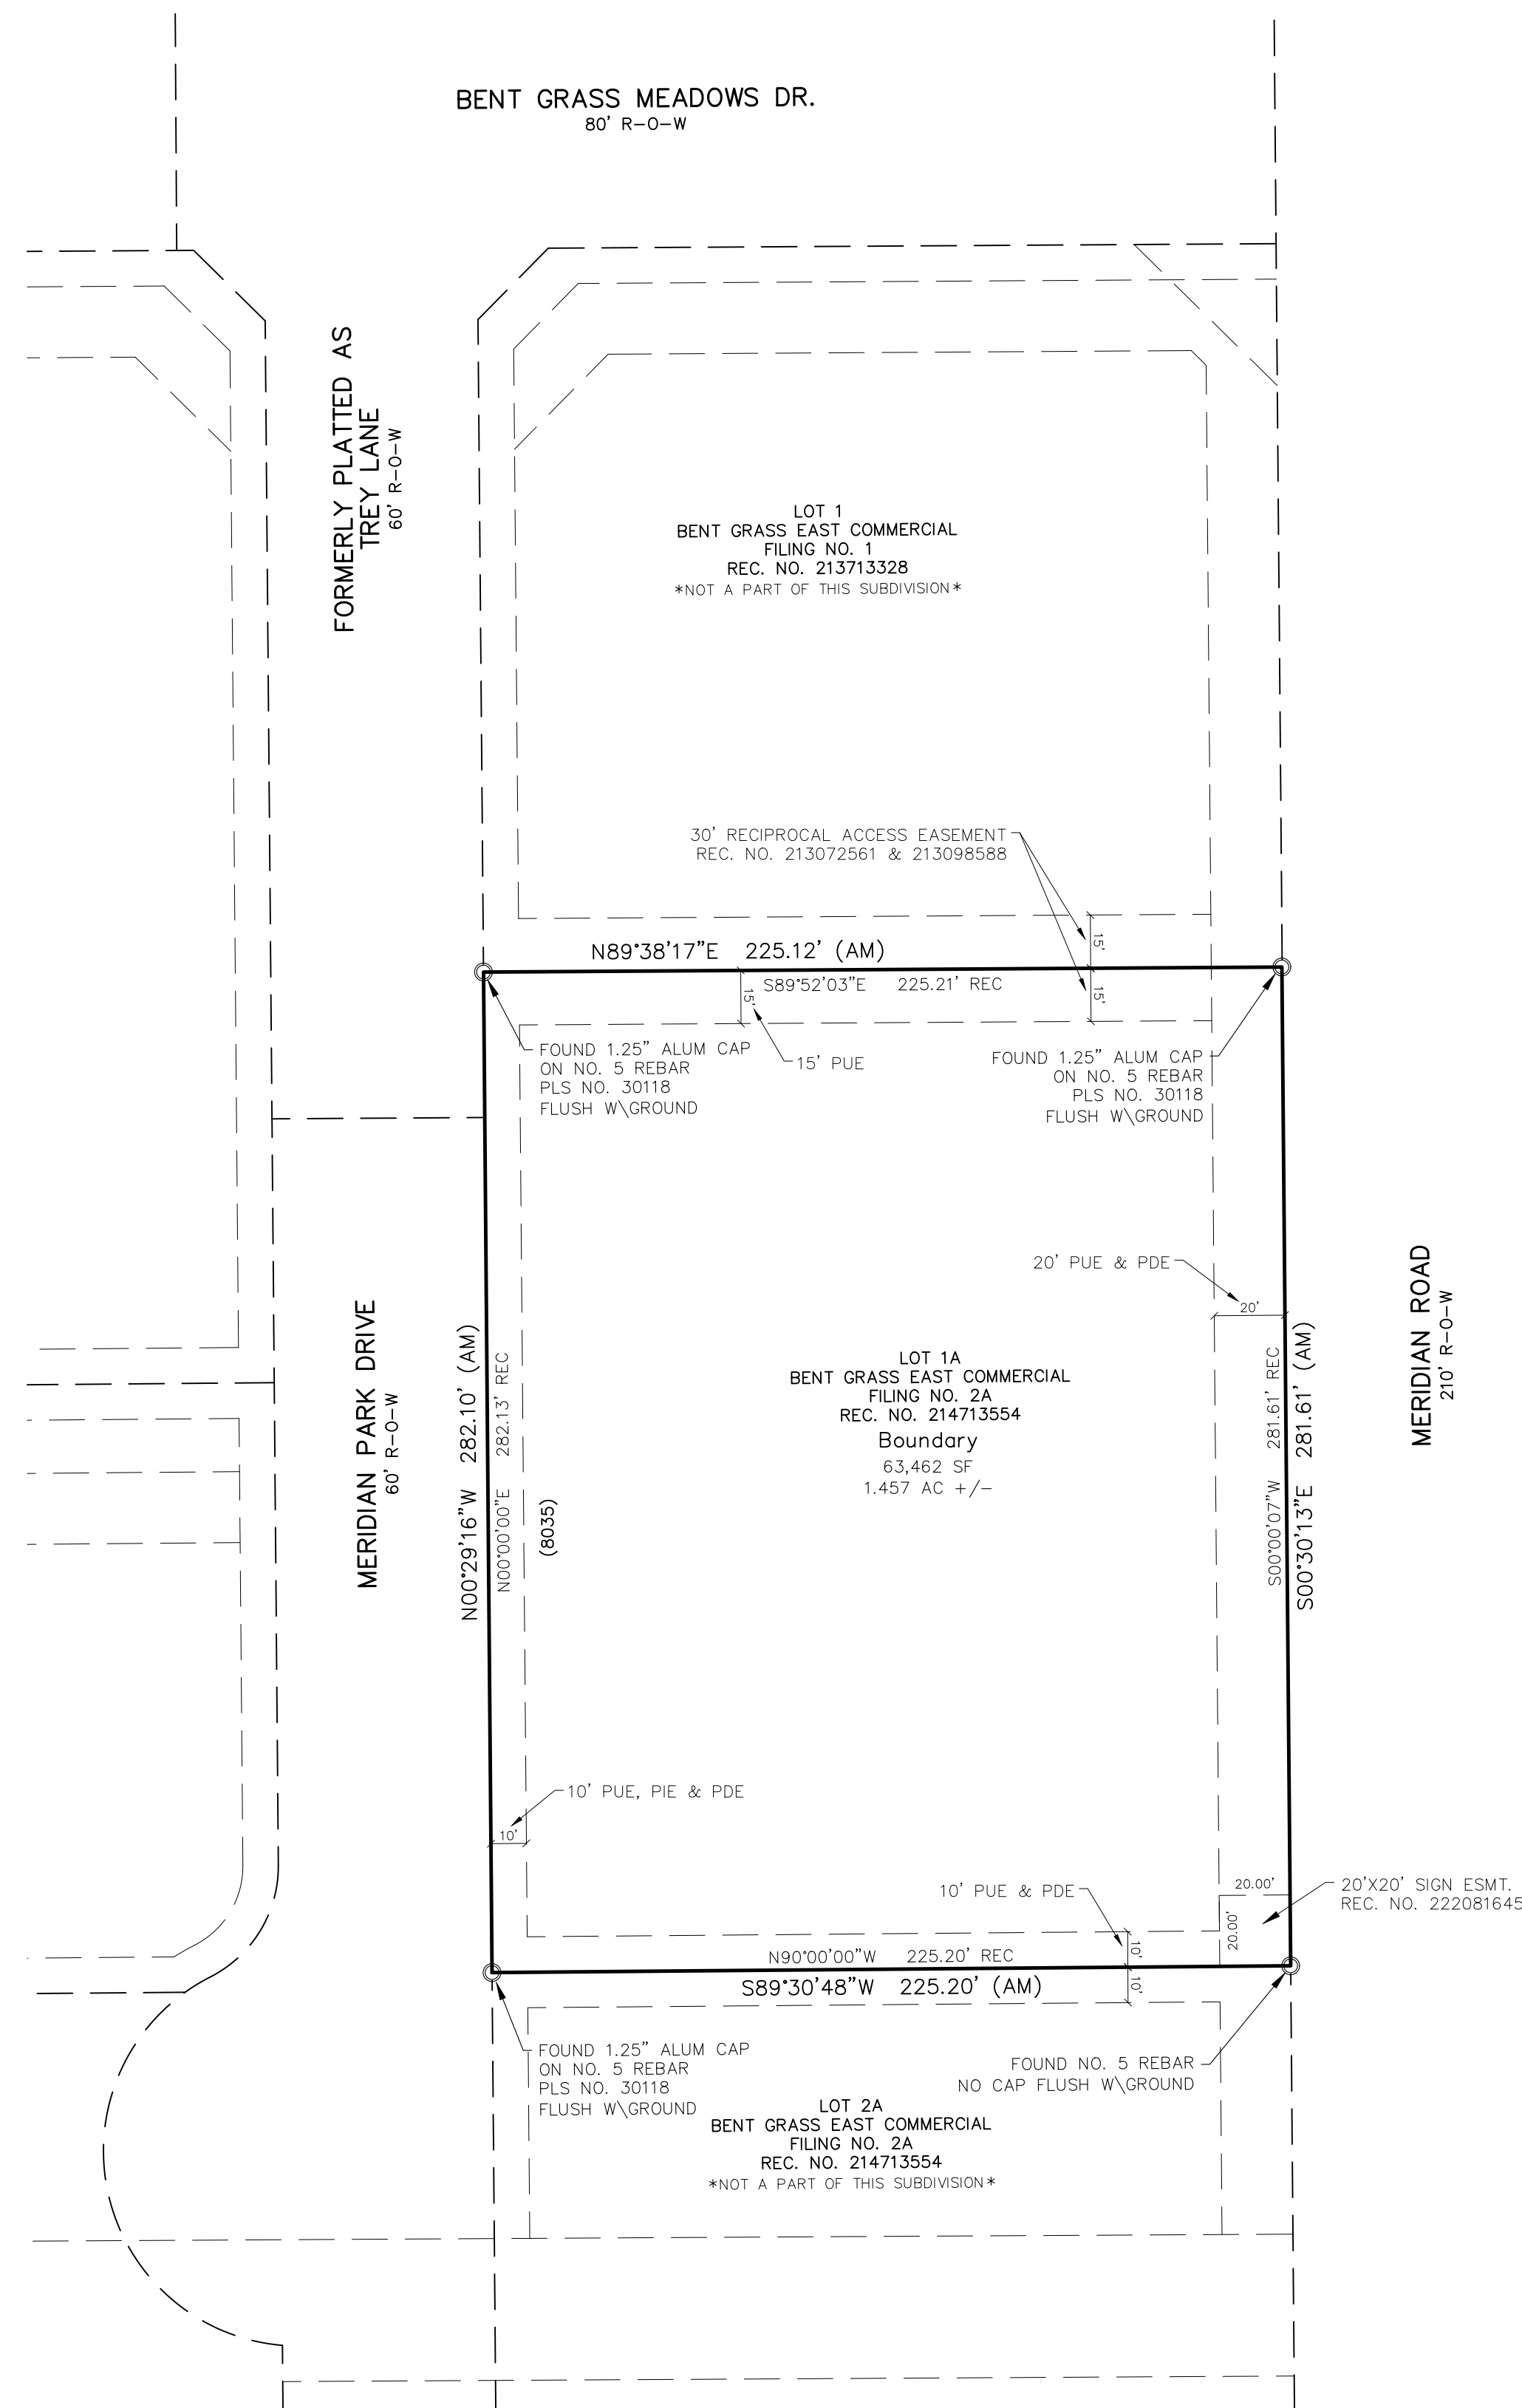 BENT GRASS MEADOWS DR.
80' R-O-W
FORMERLY PLATTED AS
TREY LANE
60' R-O-W
LOT 1
BENT GRASS EAST COMMERCIAL
FILING NO. 1
REC. NO. 213713328
*NOT A PART OF THIS SUBDIVISION*
30' RECIPROCAL ACCESS EASEMENT
REC. NO. 213072561 & 213098588
15'
N89°38'17"E 225.12' (AM)
S89°52'03"E 225.21' REC
15'
15'
15' PUE
FOUND 1.25" ALUM CAP
ON NO. 5 REBAR
PLS NO. 30118
FLUSH W\GROUND
FOUND 1.25" ALUM CAP
ON NO. 5 REBAR
PLS NO. 30118
FLUSH W\GROUND
20' PUE & PDE
20'
MERIDIAN ROAD
210' R-O-W
MERIDIAN PARK DRIVE
60' R-O-W
N00°29'16"W 282.10' (AM)
N00°00'00"E 282.13' REC
(8035)
LOT 1A
BENT GRASS EAST COMMERCIAL
FILING NO. 2A
REC. NO. 214713554
Boundary
63,462 SF
1.457 AC +/-
S00°00'07"W 281.61' REC
S00°30'13"E 281.61' (AM)
10' PUE, PIE & PDE
10'
10' PUE & PDE
20.00'
20.00'
20'X20' SIGN ESMT.
REC. NO. 222081645
10'
N90°00'00"W 225.20' REC
S89°30'48"W 225.20' (AM)
10'
FOUND 1.25" ALUM CAP
ON NO. 5 REBAR
PLS NO. 30118
FLUSH W\GROUND
FOUND NO. 5 REBAR
NO CAP FLUSH W\GROUND
LOT 2A
BENT GRASS EAST COMMERCIAL
FILING NO. 2A
REC. NO. 214713554
*NOT A PART OF THIS SUBDIVISION*